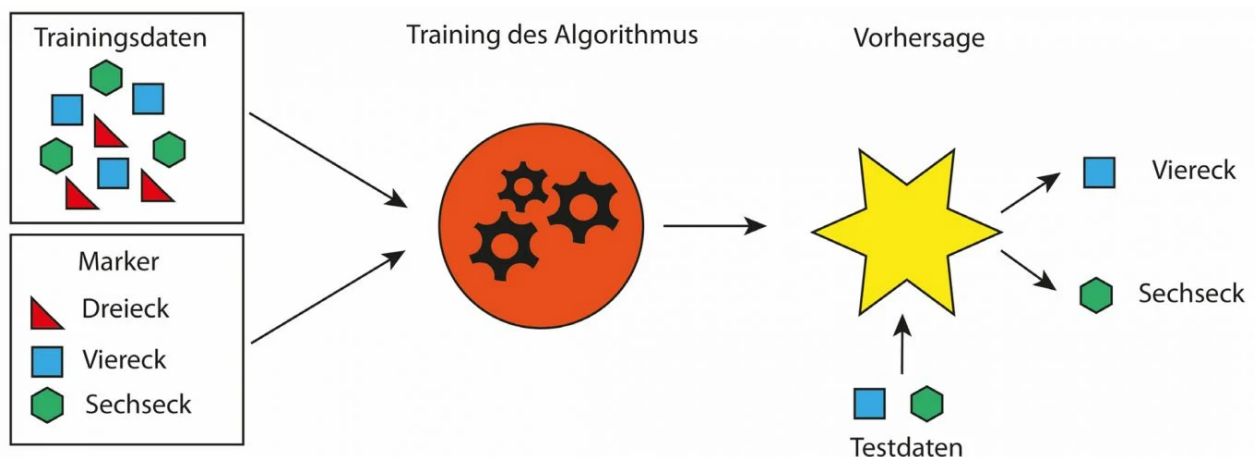 Trainingsdaten
Training des Algorithmus
Vorhersage
Marker
Dreieck
Viereck
Sechseck
Viereck
Sechseck
Testdaten